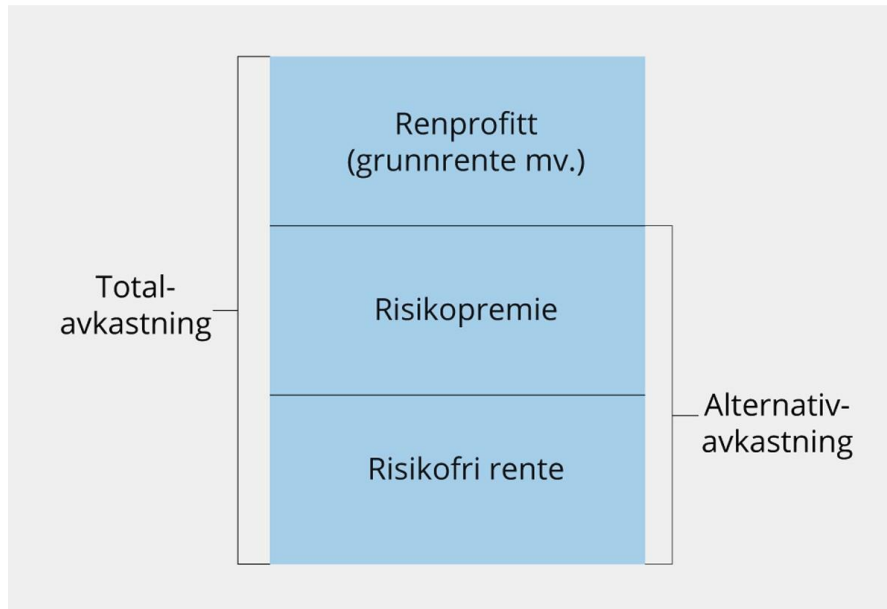 Renprofitt
(grunnrente mv.)
Total-
avkastning
Risikopremie
Alternativ-
avkastning
Risikofri rente